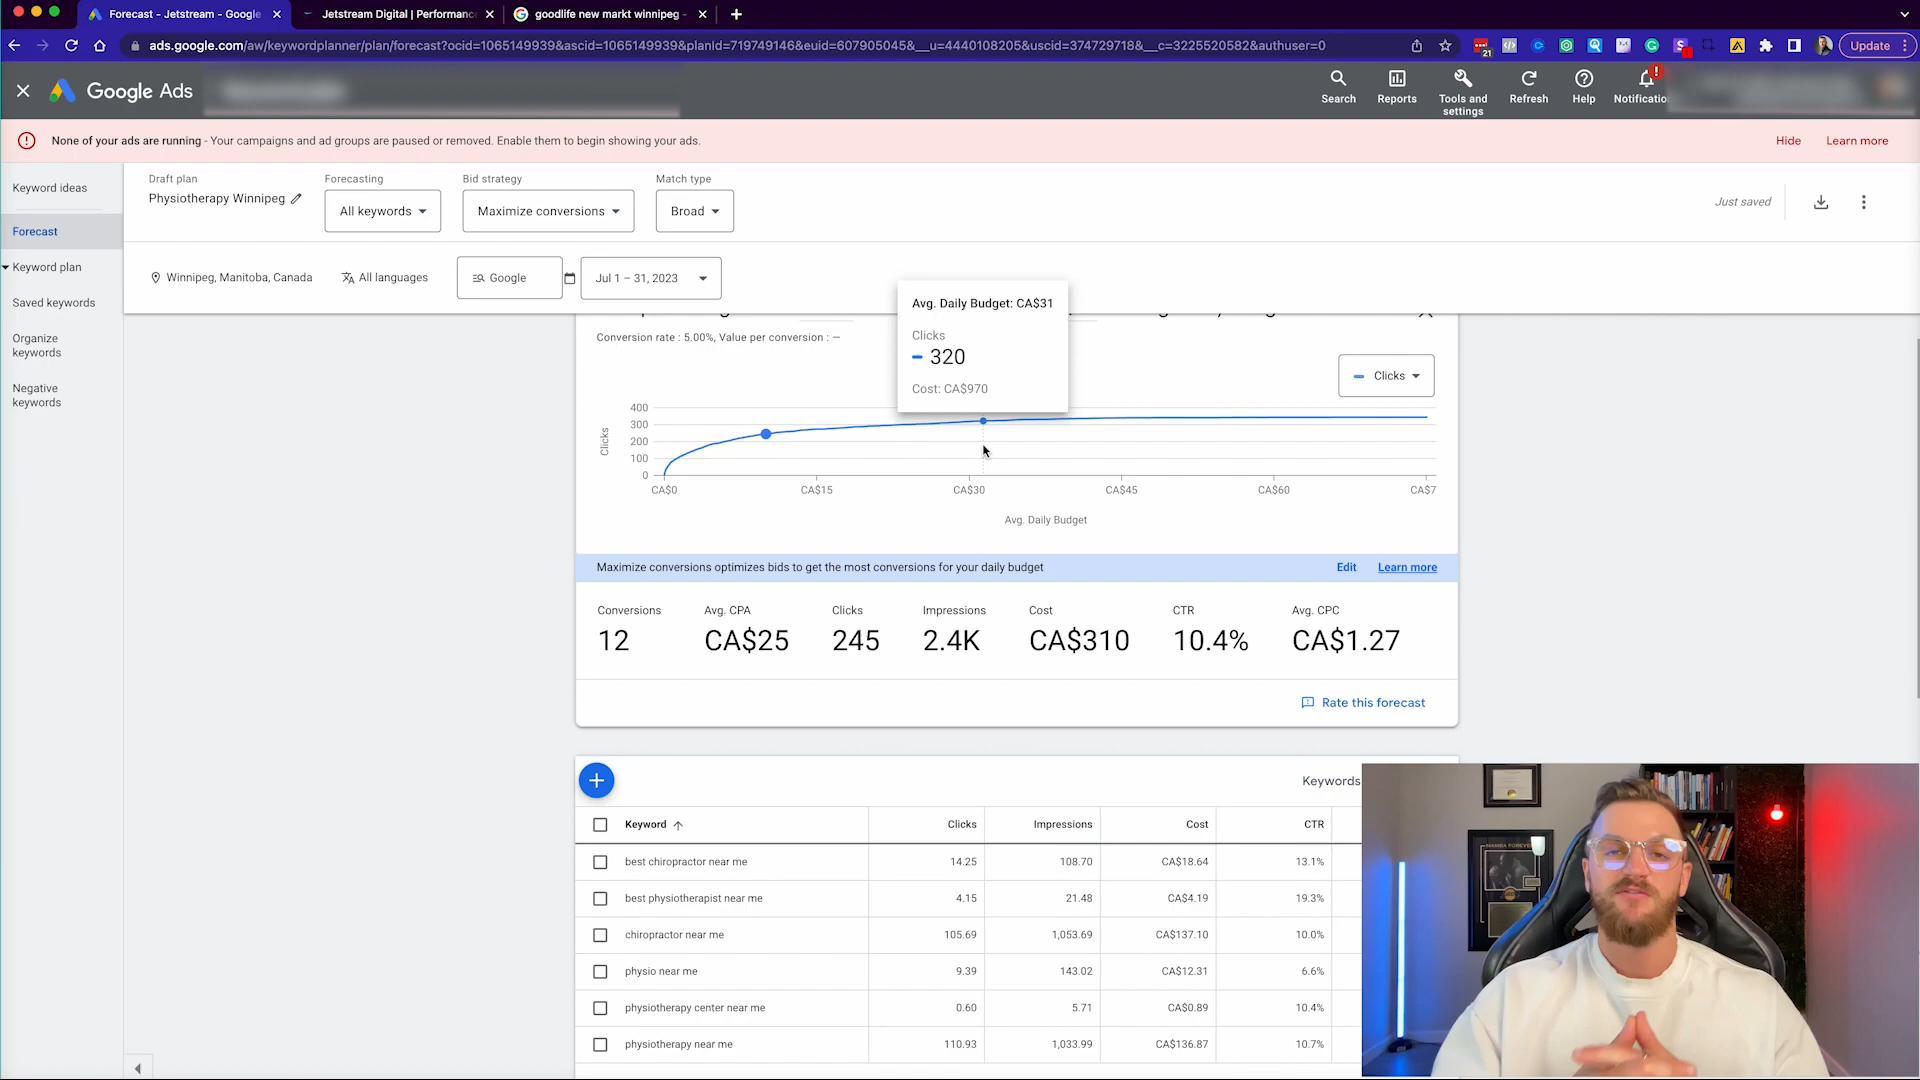 Forecast - Jetstream - Google
Jetstream Digital | Performanc
goodlife new markt winnipeg -
ads.google.com/aw/keywordplanner/plan/forecast?ocid=1065149939&ascid=1065149939&planId=719749146&euid=607905045&__u=4440108205&uscid=374729718&__c=3225520582&authuser=0
21
Update
Google Ads
Search
Reports
Tools and
settings
Refresh
Help
Notificatio
None of your ads are running - Your campaigns and ad groups are paused or removed. Enable them to begin showing your ads.
Hide
Learn more
Keyword ideas
Forecast
Keyword plan
Saved keywords
Organize
keywords
Negative
keywords
Draft plan
Physiotherapy Winnipeg
Forecasting
All keywords
Bid strategy
Maximize conversions
Match type
Broad
Just saved
Winnipeg, Manitoba, Canada
All languages
Google
Jul 1 – 31, 2023
Avg. Daily Budget: CA$31
Clicks
320
Cost: CA$970
Conversion rate : 5.00%, Value per conversion : —
Clicks
Clicks
400
300
200
100
0
CA$0
CA$15
CA$30
CA$45
CA$60
CA$7
Avg. Daily Budget
Maximize conversions optimizes bids to get the most conversions for your daily budget
Edit
Learn more
Conversions Avg. CPA Clicks Impressions Cost CTR Avg. CPC
12 CA$25 245 2.4K CA$310 10.4% CA$1.27
Rate this forecast
Keywords
Keyword Clicks Impressions Cost CTR
best chiropractor near me 14.25 108.70 CA$18.64 13.1%
best physiotherapist near me 4.15 21.48 CA$4.19 19.3%
chiropractor near me 105.69 1,053.69 CA$137.10 10.0%
physio near me 9.39 143.02 CA$12.31 6.6%
physiotherapy center near me 0.60 5.71 CA$0.89 10.4%
physiotherapy near me 110.93 1,033.99 CA$136.87 10.7%
MAMBA FOREVER